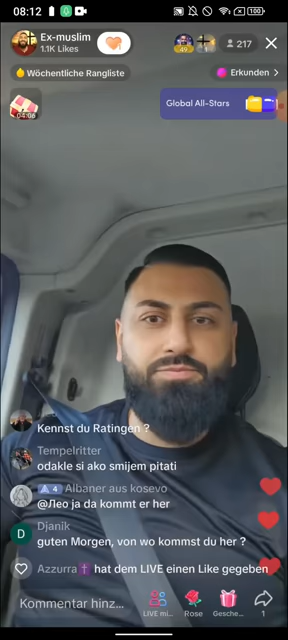 08:12
100
Ex-muslim
1.1K Likes
49
1
217
Wöchentliche Rangliste
Erkunden >
04:06
Global All-Stars
Kennst du Ratingen ?
Tempelritter
odakle si ako smijem pitati
4 Albaner aus kosevo
@Лео ja da kommt er her
D
Djanik
guten Morgen, von wo kommst du her ?
Azzurra✝️ hat dem LIVE einen Like gegeben
Kommentar hinz...
LIVE mi...
Rose
Gesche...
1